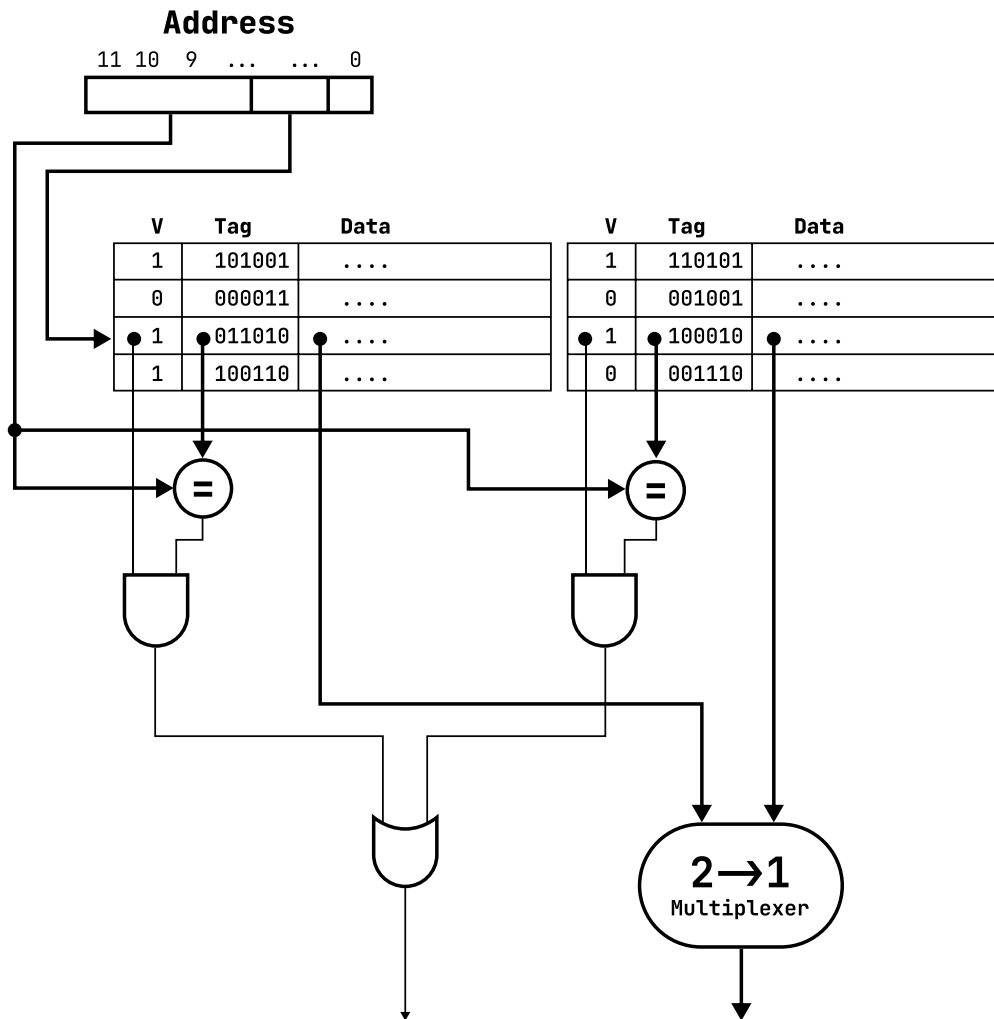 Address
11 10 9 ... ... 0
V Tag Data V Tag Data
1 101001 .... 1 110101 ....
0 000011 .... 0 001001 ....
1 011010 .... 1 100010 ....
1 100110 .... 0 001110 ....
= =
2→1
Multiplexer